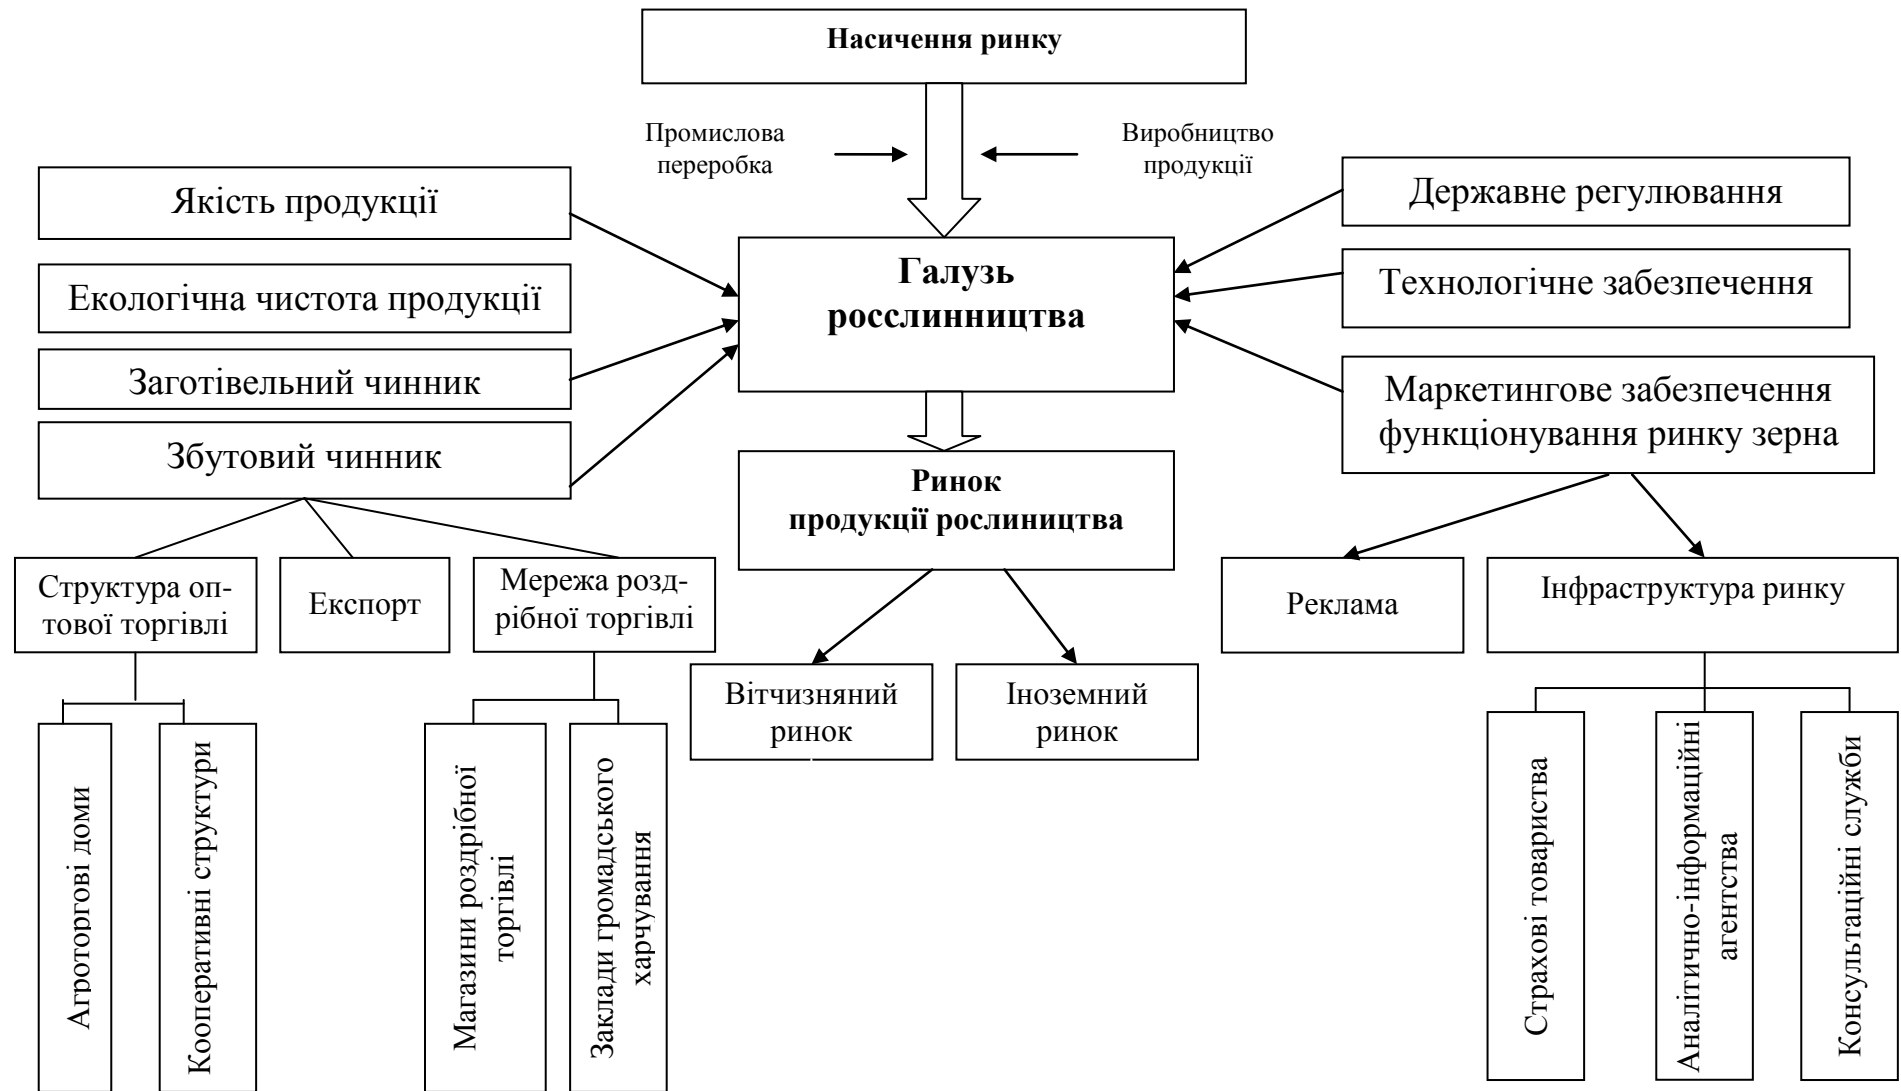 Насичення ринку
Промислова
переробка
Виробництво
продукції
Якість продукції
Екологічна чистота продукції
Заготівельний чинник
Збутовий чинник
Галузь
росслинництва
Державне регулювання
Технологічне забезпечення
Маркетингове забезпечення
функціонування ринку зерна
Ринок
продукції рослиництва
Структура оп-
тової торгівлі
Експорт
Мережа розд-
рібної торгівлі
Вітчизняний
ринок
Іноземний
ринок
Реклама
Інфраструктура ринку
Агроторгові доми
Кооперативні структури
Магазини роздрібної
торгівлі
Заклади громадського
харчування
Страхові товариства
Аналітично-інформаційні
агентства
Консультаційні служби